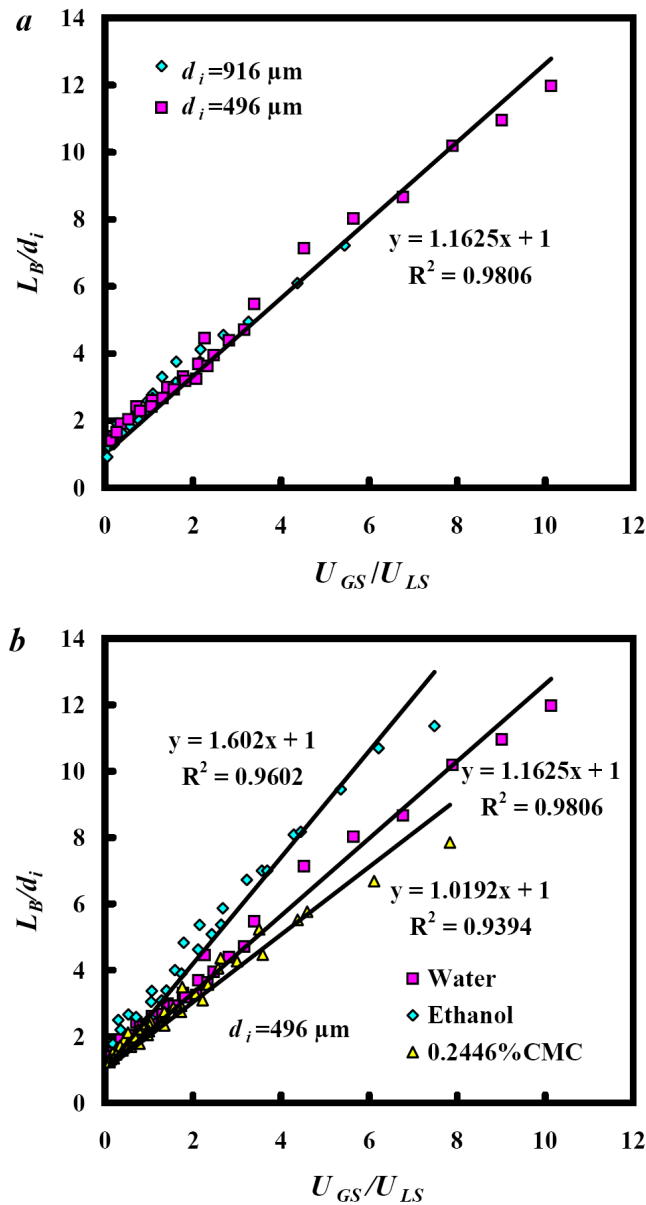 a
14
12
10
8
6
4
2
0
d i =916 µm
d i =496 µm
y = 1.1625x + 1
R² = 0.9806
L_B/d_i
0 2 4 6 8 10 12
U_GS/U_LS
b
14
12
10
8
6
4
2
0
y = 1.602x + 1
R² = 0.9602
y = 1.1625x + 1
R² = 0.9806
y = 1.0192x + 1
R² = 0.9394
Water
Ethanol
0.2446%CMC
d i =496 µm
L_B/d_i
0 2 4 6 8 10 12
U_GS/U_LS